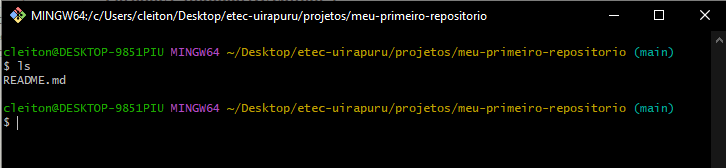 MINGW64:/c/Users/cleiton/Desktop/etec-uirapuru/projetos/meu-primeiro-repositorio
cleiton@DESKTOP-9851PIU MINGW64 ~/Desktop/etec-uirapuru/projetos/meu-primeiro-repositorio (main)
$ ls
README.md
cleiton@DESKTOP-9851PIU MINGW64 ~/Desktop/etec-uirapuru/projetos/meu-primeiro-repositorio (main)
$